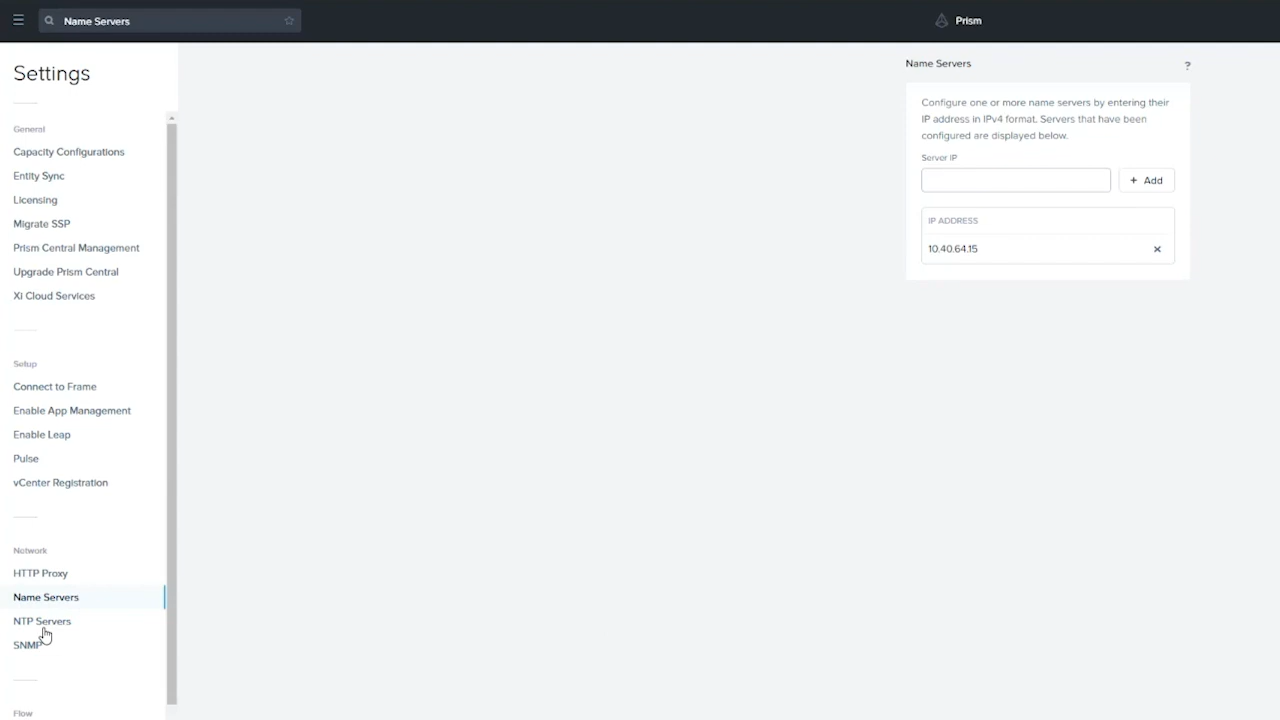 Name Servers
Prism
Settings
General
Capacity Configurations
Entity Sync
Licensing
Migrate SSP
Prism Central Management
Upgrade Prism Central
Xi Cloud Services
Setup
Connect to Frame
Enable App Management
Enable Leap
Pulse
vCenter Registration
Network
HTTP Proxy
Name Servers
NTP Servers
SNMP
Flow
Name Servers
?
Configure one or more name servers by entering their
IP address in IPv4 format. Servers that have been
configured are displayed below.
Server IP
+ Add
IP ADDRESS
10.40.64.15